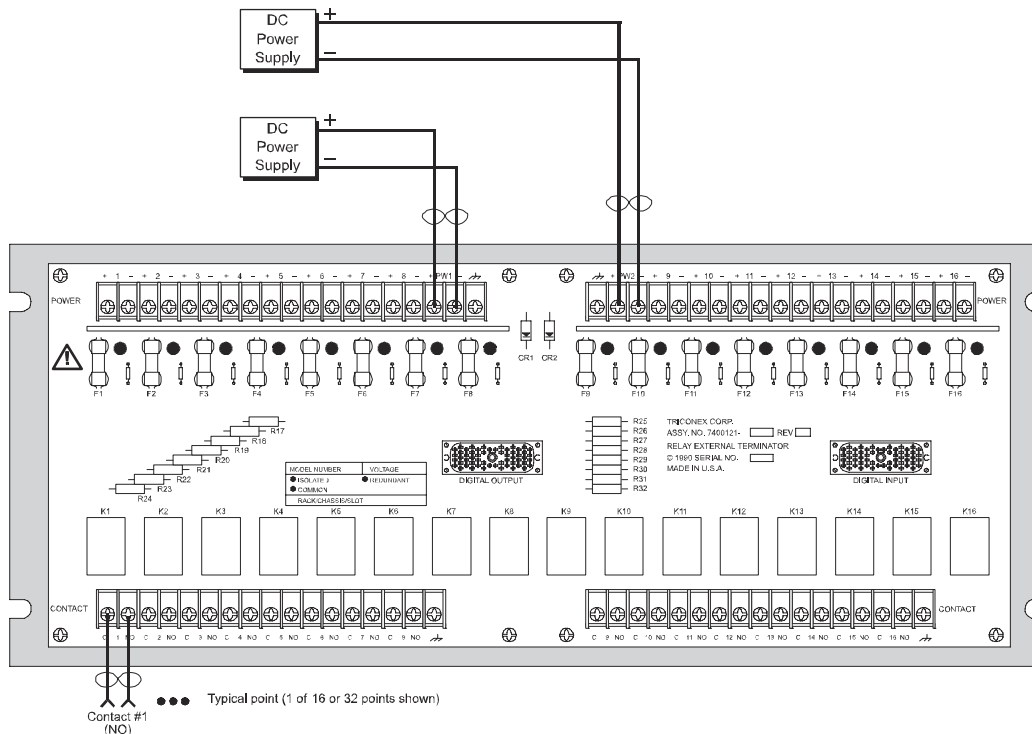 DC
Power
Supply
+
−
DC
Power
Supply
+
−
+ 1 - + 2 - + 3 - + 4 - + 5 - + 6 - + 7 - + 8 - + PW1 -
+ PW2 - + 9 - + 10 - + 11 - + 12 - + 13 - + 14 - + 15 - + 16 -
POWER
POWER
CR1 CR2
F1 F2 F3 F4 F5 F6 F7 F8
F9 F10 F11 F12 F13 F14 F15 F16
R17
R18
R19
R20
R21
R22
R23
R24
MODEL NUMBER VOLTAGE
ISOLATED REDUNDANT
COMMON
RACK/CHASSIS/SLOT
DIGITAL OUTPUT
R25
R26
R27
R28
R29
R30
R31
R32
TRICONEX CORP.
ASSY. NO. 7400121- REV
RELAY EXTERNAL TERMINATOR
© 1990 SERIAL NO.
MADE IN U.S.A.
DIGITAL INPUT
K1 K2 K3 K4 K5 K6 K7 K8 K9 K10 K11 K12 K13 K14 K15 K16
CONTACT
CONTACT
C 1 NO C 2 NO C 3 NO C 4 NO C 5 NO C 6 NO C 7 NO C NO
C 9 NO C 10 NO C 11 NO C 12 NO C 13 NO C 14 NO C 15 NO C 16 NO
Contact #1
(NO)
Typical point (1 of 16 or 32 points shown)